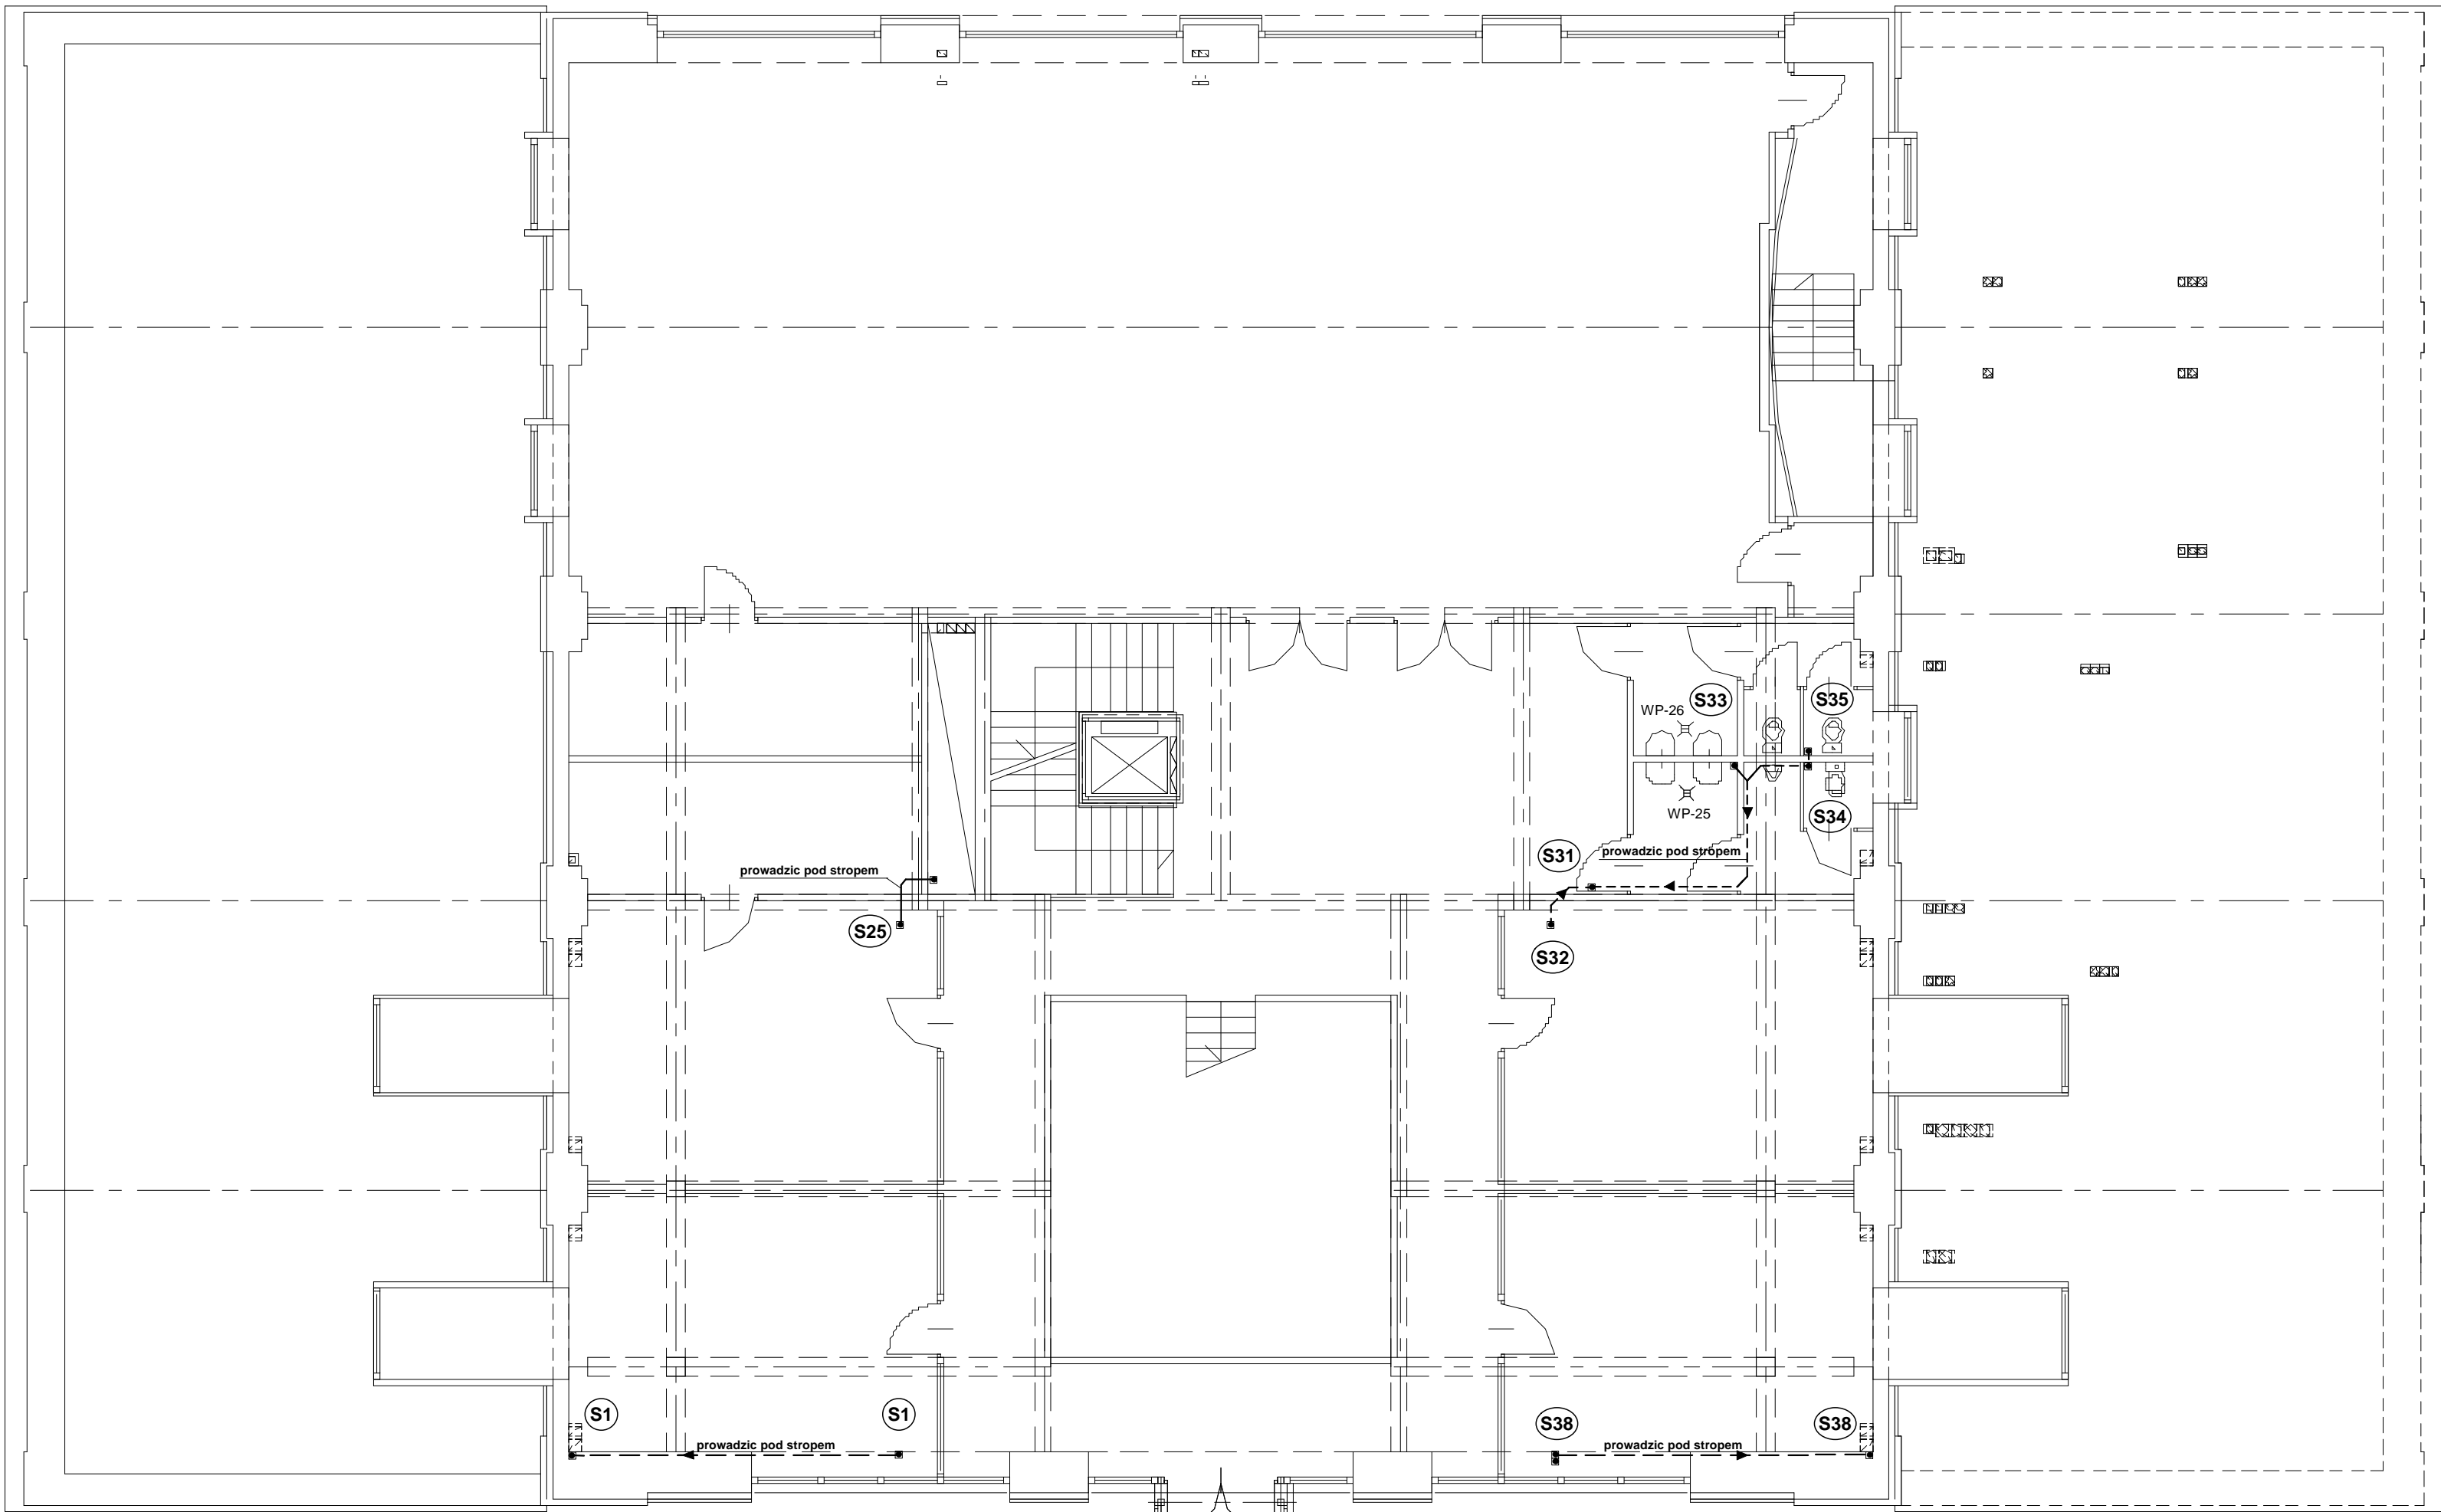 S33
S35
WP-26
WP-25
S34
S31
prowadzic pod stropem
prowadzic pod stropem
S25
S32
S1
S1
S38
S38
prowadzic pod stropem
prowadzic pod stropem